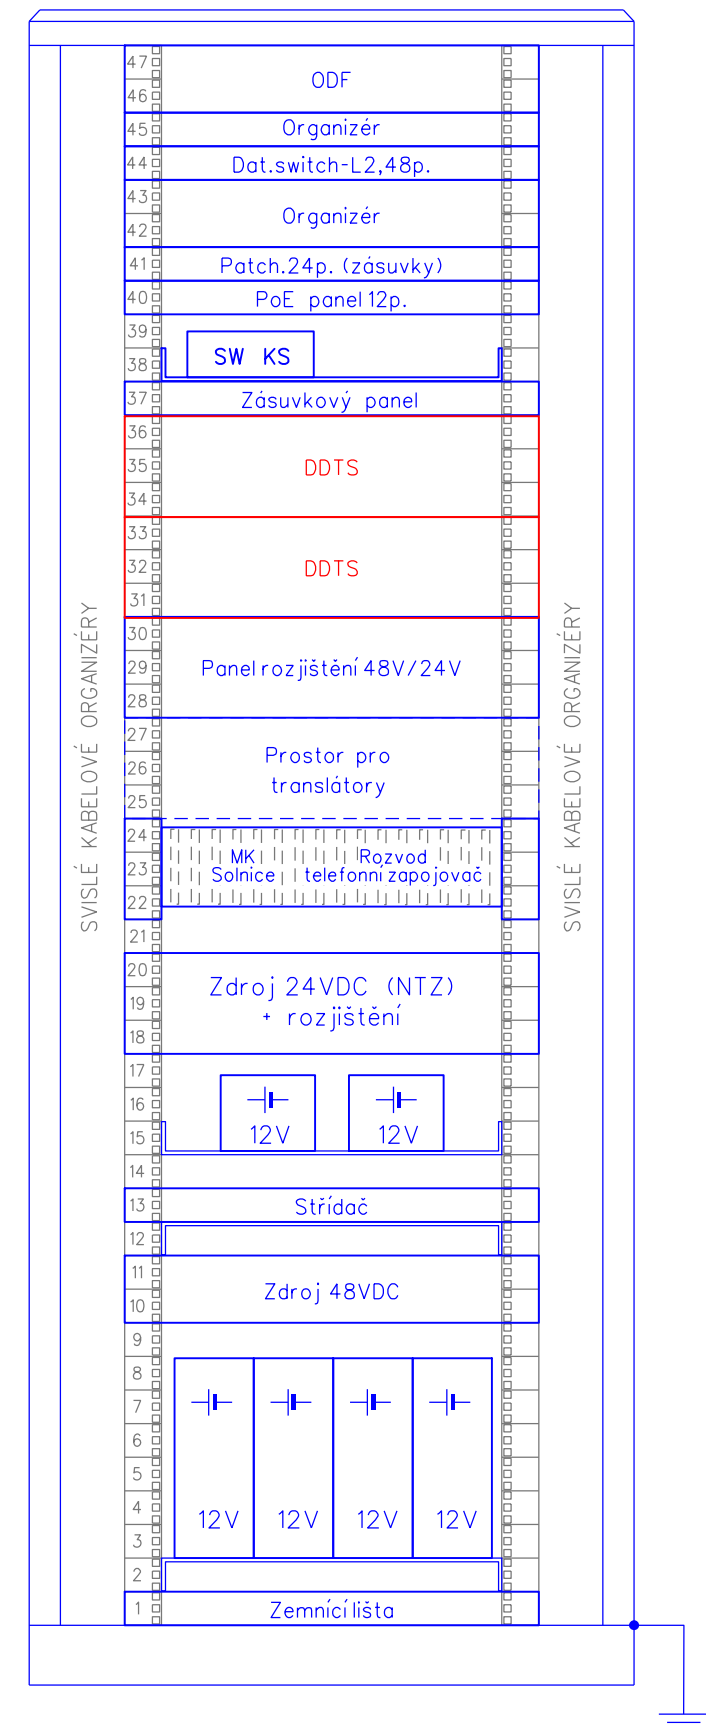 47
ODF
46
45
Organizér
44
Dat.switch-L2,48p.
43
Organizér
42
41
Patch.24p. (zásuvky)
40
PoE panel 12p.
39
SW KS
38
37
Zásuvkový panel
36
35
DDTS
34
33
32
DDTS
31
30
29
Panel rozjištění 48V/24V
28
27
Prostor pro
26
translátory
25
24
MK
Rozvod
23
Solnice
telefonní zapojovač
22
21
20
Zdroj 24VDC (NTZ)
19
+ rozjištění
18
17
16
15
12V
12V
14
13
Střídač
12
11
Zdroj 48VDC
10
9
8
7
6
5
4
12V
12V
12V
12V
3
2
1
Zemnící lišta
SVISLÉ KABELOVÉ ORGANIZÉRY
SVISLÉ KABELOVÉ ORGANIZÉRY